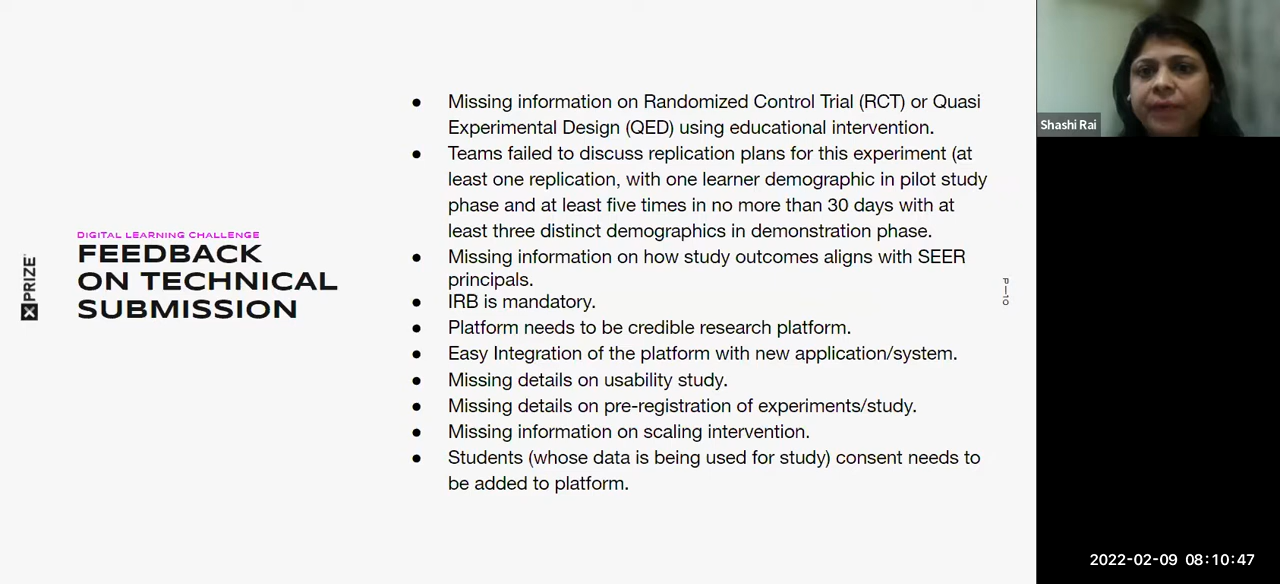 DIGITAL LEARNING CHALLENGE
FEEDBACK
ON TECHNICAL
SUBMISSION
XPRIZE
● Missing information on Randomized Control Trial (RCT) or Quasi
Experimental Design (QED) using educational intervention.
● Teams failed to discuss replication plans for this experiment (at
least one replication, with one learner demographic in pilot study
phase and at least five times in no more than 30 days with at
least three distinct demographics in demonstration phase.
● Missing information on how study outcomes aligns with SEER
principals.
● IRB is mandatory.
● Platform needs to be credible research platform.
● Easy Integration of the platform with new application/system.
● Missing details on usability study.
● Missing details on pre-registration of experiments/study.
● Missing information on scaling intervention.
● Students (whose data is being used for study) consent needs to
be added to platform.
P—10
Shashi Rai
2022-02-09 08:10:47